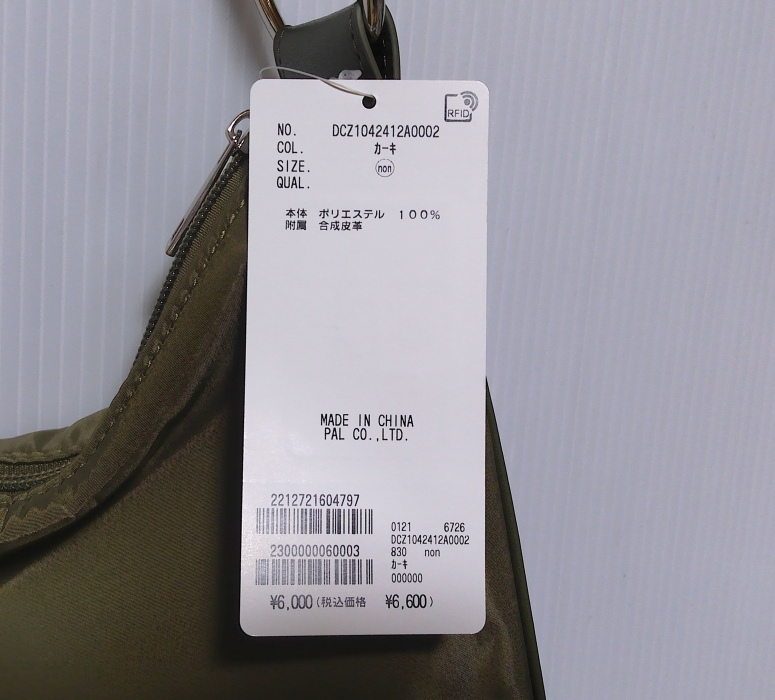 RFID
NO. DCZ1042412A0002
COL. カーキ
SIZE. non
QUAL.
本体 ポリエステル 100%
附属 合成皮革
MADE IN CHINA
PAL CO.,LTD.
2212721604797
2300000060003
0121 6726
DCZ1042412A0002
830 non
カーキ
000000
¥6,000(税込価格 ¥6,600)